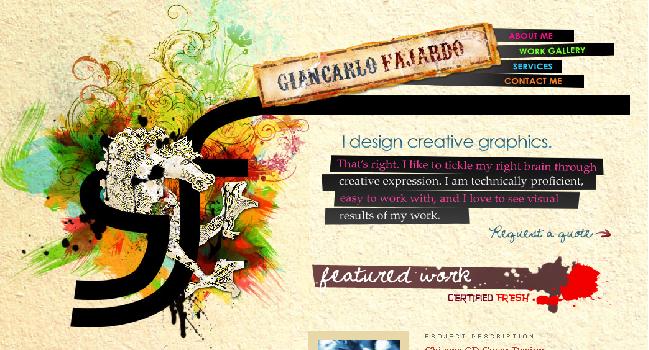 GIANCARLO FAJARDO
ABOUT ME
WORK GALLERY
SERVICES
CONTACT ME
I design creative graphics.
That's right. I like to tickle my right brain through
creative expression. I am technically proficient,
easy to work with, and I love to see visual
results of my work.
Request a quote
featured work
CERTIFIED FRESH
PROJECT DESCRIPTION